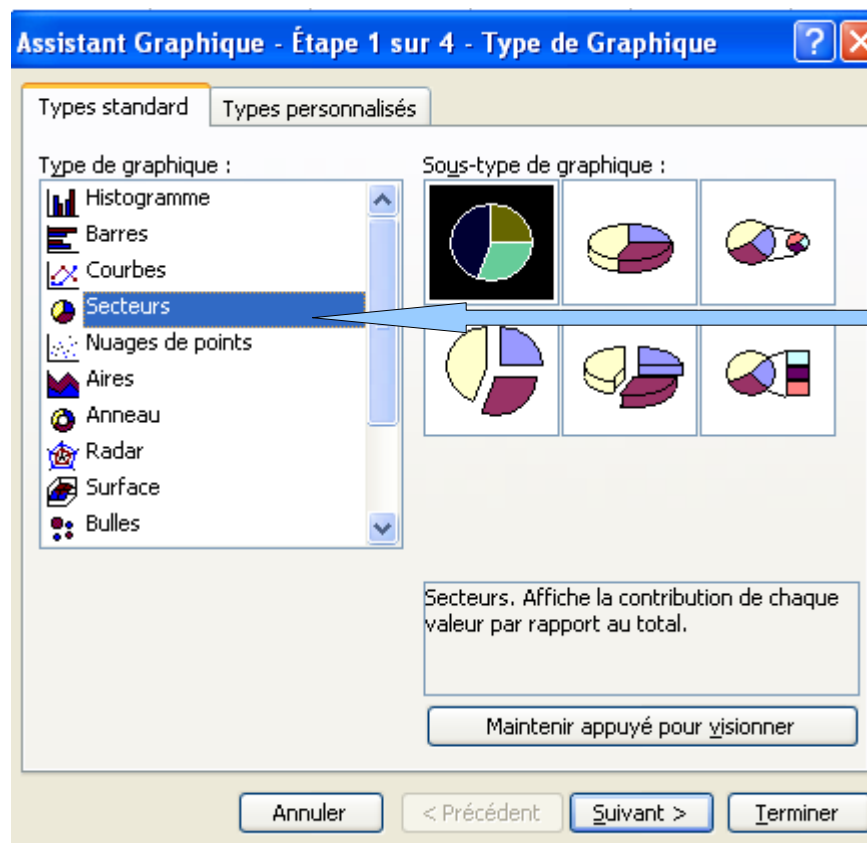 Assistant Graphique - Étape 1 sur 4 - Type de Graphique
Types standard
Types personnalisés
Type de graphique :
Histogramme
Barres
Courbes
Secteurs
Nuages de points
Aires
Anneau
Radar
Surface
Bulles
Sous-type de graphique :
Secteurs. Affiche la contribution de chaque
valeur par rapport au total.
Maintenir appuyé pour visionner
Annuler
< Précédent
Suivant >
Terminer